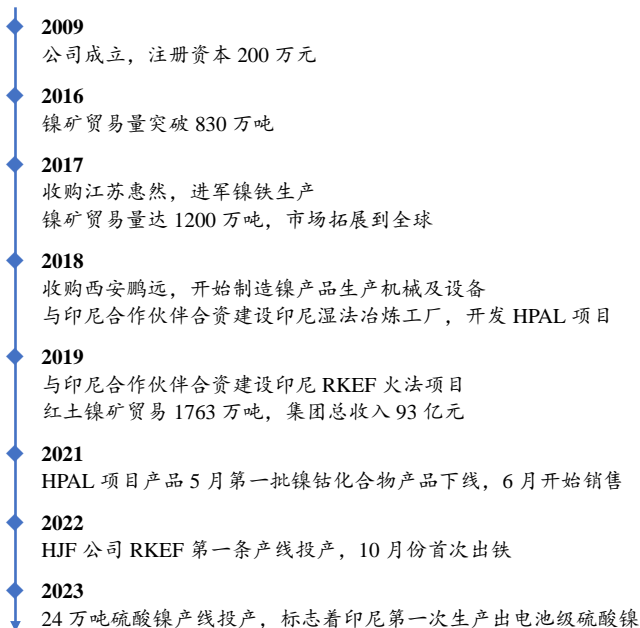 2009
公司成立，注册资本 200 万元
2016
镍矿贸易量突破 830 万吨
2017
收购江苏惠然，进军镍铁生产
镍矿贸易量达 1200 万吨，市场拓展到全球
2018
收购西安鹏远，开始制造镍产品生产机械及设备
与印尼合作伙伴合资建设印尼湿法冶炼工厂，开发 HPAL 项目
2019
与印尼合作伙伴合资建设印尼 RKEF 火法项目
红土镍矿贸易 1763 万吨，集团总收入 93 亿元
2021
HPAL 项目产品 5 月第一批镍钴化合物产品下线，6 月开始销售
2022
HJF 公司 RKEF 第一条产线投产，10 月份首次出铁
2023
24 万吨硫酸镍产线投产，标志着印尼第一次生产出电池级硫酸镍